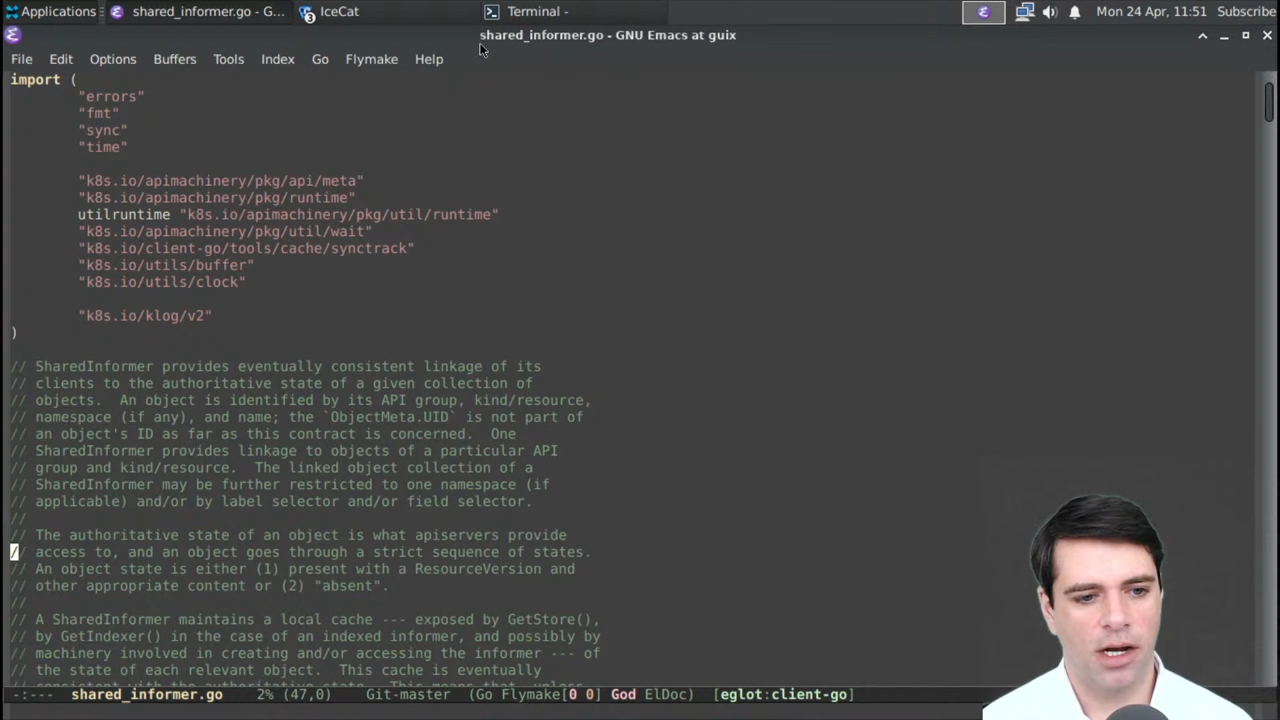 Applications shared_informer.go - G... 3 IceCat Terminal - Mon 24 Apr, 11:51 Subscribe
shared_informer.go - GNU Emacs at guix
File Edit Options Buffers Tools Index Go Flymake Help
import (
"errors"
"fmt"
"sync"
"time"
"k8s.io/apimachinery/pkg/api/meta"
"k8s.io/apimachinery/pkg/runtime"
utilruntime "k8s.io/apimachinery/pkg/util/runtime"
"k8s.io/apimachinery/pkg/util/wait"
"k8s.io/client-go/tools/cache/synctrack"
"k8s.io/utils/buffer"
"k8s.io/utils/clock"
"k8s.io/klog/v2"
)
// SharedInformer provides eventually consistent linkage of its
// clients to the authoritative state of a given collection of
// objects.  An object is identified by its API group, kind/resource,
// namespace (if any), and name; the `ObjectMeta.UID` is not part of
// an object's ID as far as this contract is concerned.  One
// SharedInformer provides linkage to objects of a particular API
// group and kind/resource.  The linked object collection of a
// SharedInformer may be further restricted to one namespace (if
// applicable) and/or by label selector and/or field selector.
//
// The authoritative state of an object is what apiservers provide
// access to, and an object goes through a strict sequence of states.
// An object state is either (1) present with a ResourceVersion and
// other appropriate content or (2) "absent".
//
// A SharedInformer maintains a local cache --- exposed by GetStore(),
// by GetIndexer() in the case of an indexed informer, and possibly by
// machinery involved in creating and/or accessing the informer --- of
// the state of each relevant object.  This cache is eventually
// consistent with the authoritative state.  This means that, unless
-:--- shared_informer.go 2% (47,0) Git-master (Go Flymake[0 0] God ElDoc) [eglot:client-go]